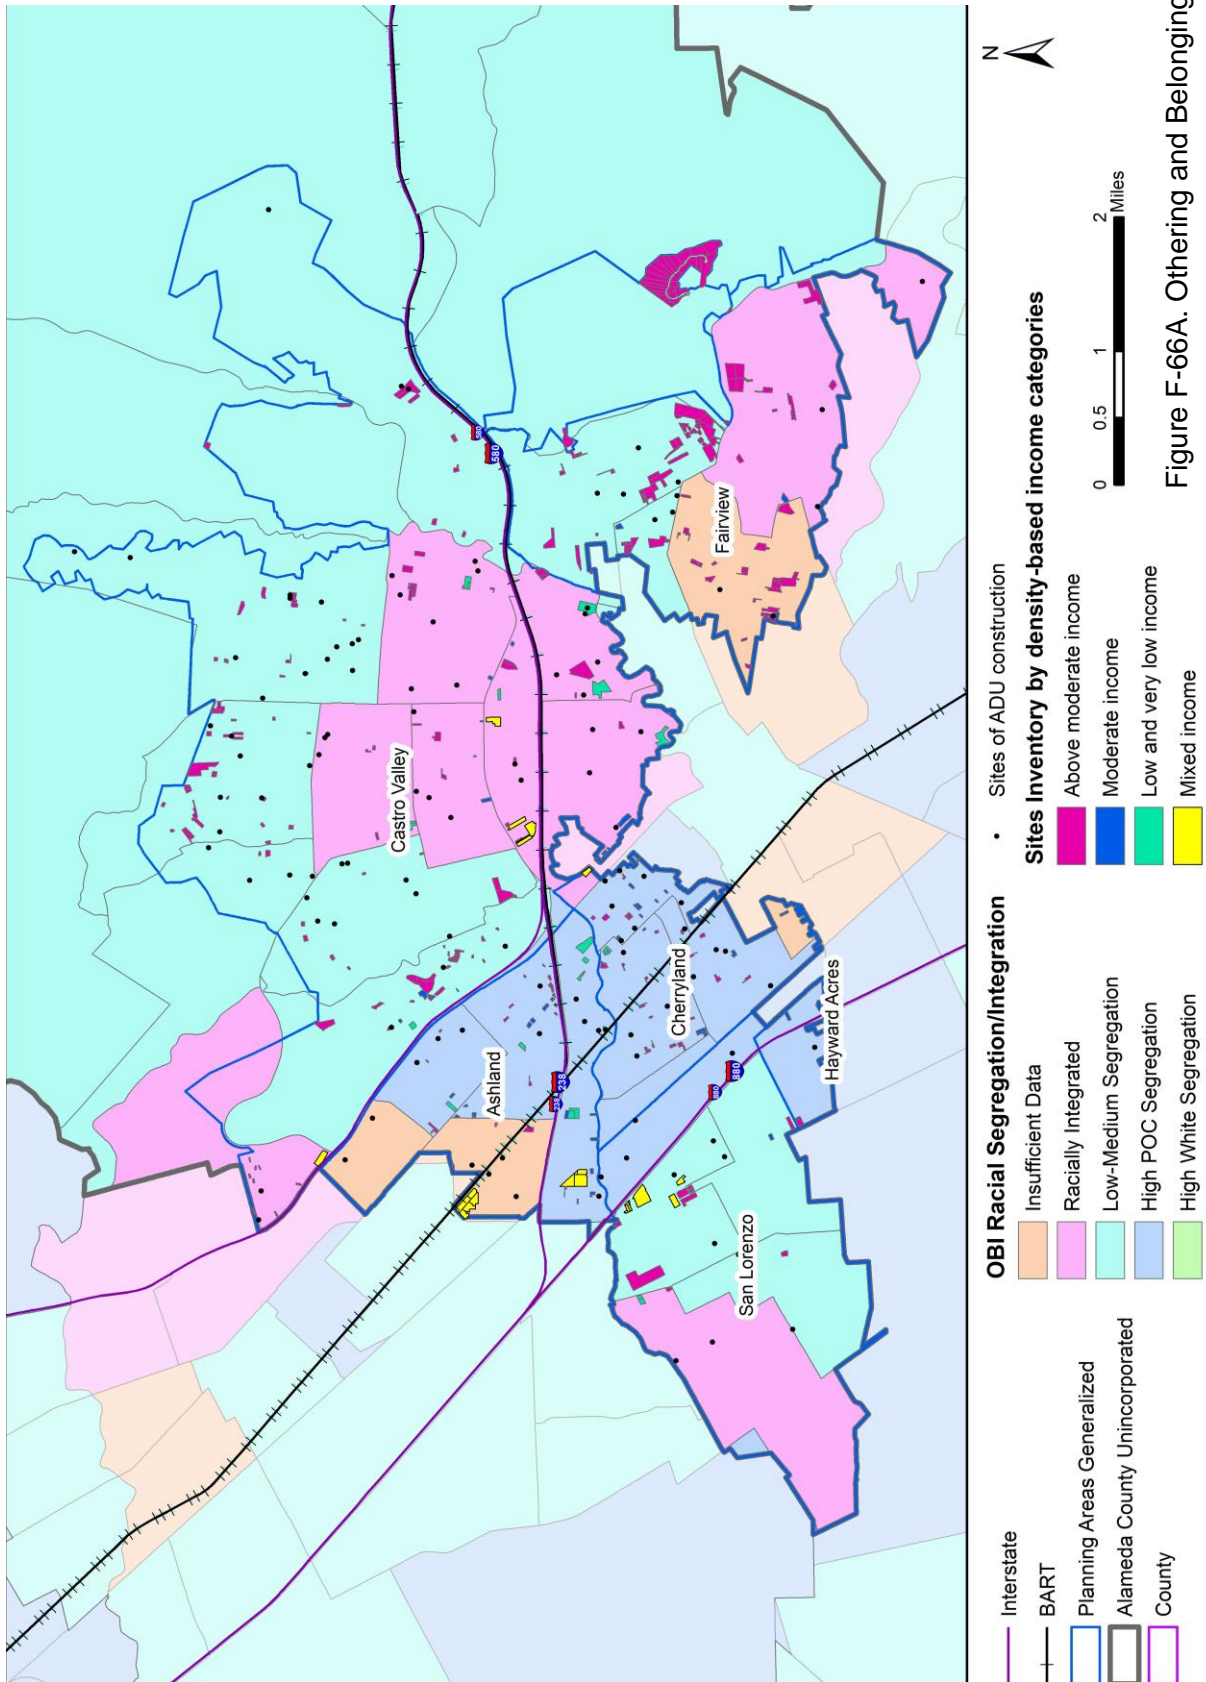 Castro Valley
Fairview
Ashland
Cherryland
Hayward Acres
San Lorenzo
580
580
238
238
880
880
N
Interstate
BART
Planning Areas Generalized
Alameda County Unincorporated
County
OBI Racial Segregation/Integration
Insufficient Data
Racially Integrated
Low-Medium Segregation
High POC Segregation
High White Segregation
Sites of ADU construction
Sites Inventory by density-based income categories
Above moderate income
Moderate income
Low and very low income
Mixed income
0 0.5 1 2
Miles
Figure F-66A. Othering and Belonging